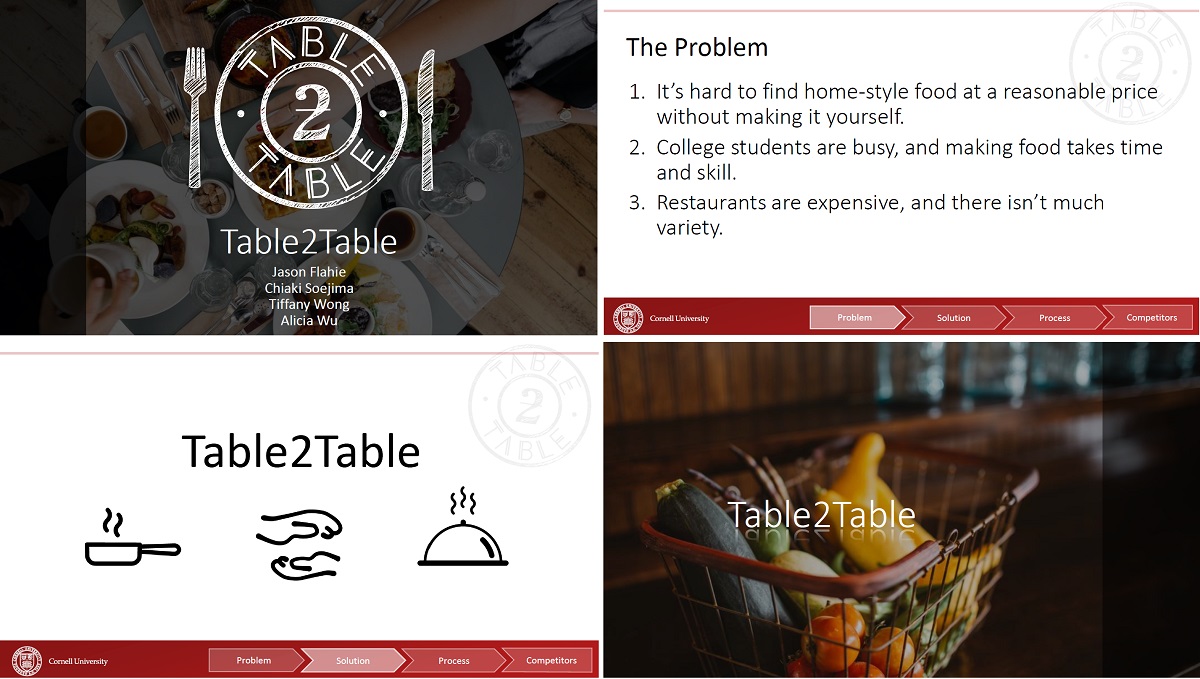 TABLE
2
TABLE
Table2Table
Jason Flahie
Chiaki Soejima
Tiffany Wong
Alicia Wu
TABLE
2
TABLE
The Problem
1. It’s hard to find home-style food at a reasonable price
without making it yourself.
2. College students are busy, and making food takes time
and skill.
3. Restaurants are expensive, and there isn’t much
variety.
Cornell University
Problem
Solution
Process
Competitors
TABLE
2
TABLE
Table2Table
Cornell University
Problem
Solution
Process
Competitors
Table2Table